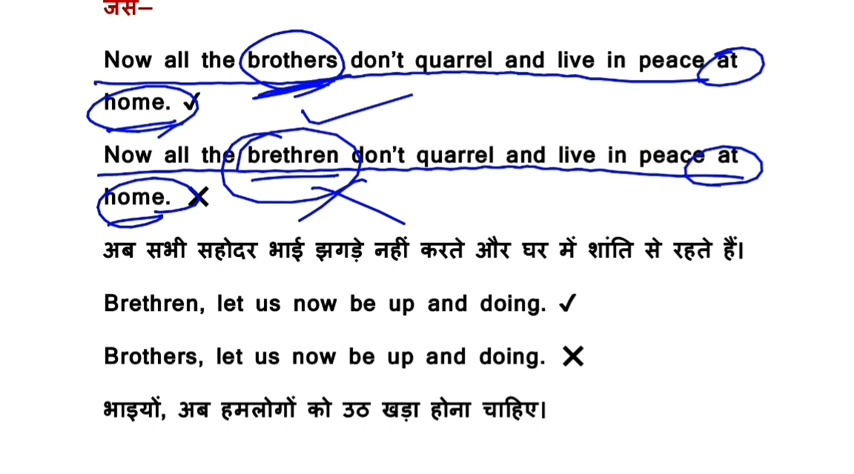 जैसे—
Now all the brothers don't quarrel and live in peace at
home. ✓
Now all the brethren don't quarrel and live in peace at
home. ✕
अब सभी सहोदर भाई झगड़े नहीं करते और घर में शांति से रहते हैं।
Brethren, let us now be up and doing. ✓
Brothers, let us now be up and doing. ✕
भाइयों, अब हमलोगों को उठ खड़ा होना चाहिए।